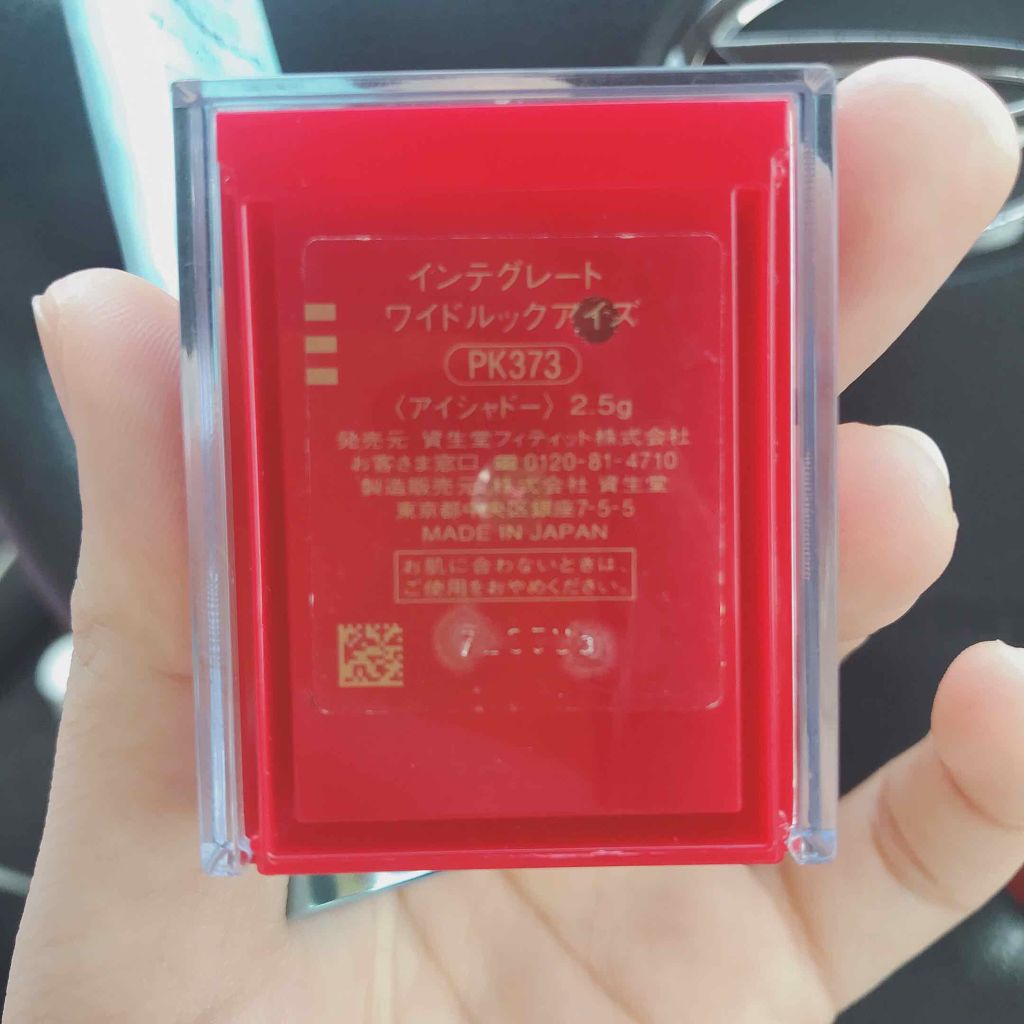 インテグレート
ワイドルックアイズ
PK373
〈アイシャドー〉2.5g
発売元 資生堂フィティット株式会社
お客さま窓口 ☎0120-81-4710
製造販売元 株式会社 資生堂
東京都中央区銀座7-5-5
MADE IN JAPAN
お肌に合わないときは、
ご使用をおやめください。